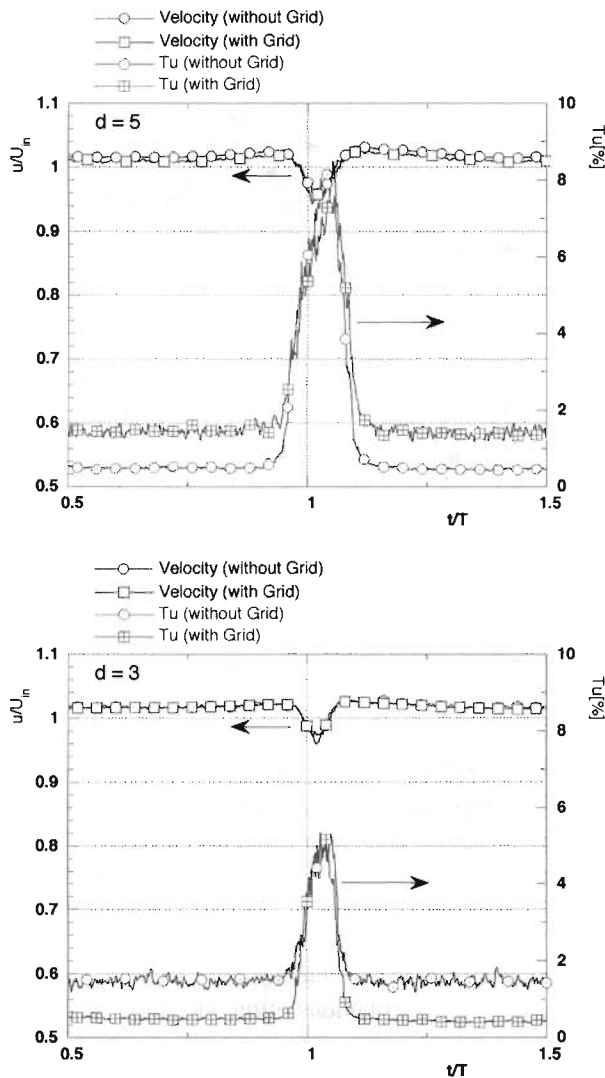 Velocity (without Grid)
Velocity (with Grid)
Tu (without Grid)
Tu (with Grid)
d = 5
u/Uin
Tu[%]
1.1
1
0.9
0.8
0.7
0.6
0.5
10
8
6
4
2
0
0.5
1
1.5
t/T
Velocity (without Grid)
Velocity (with Grid)
Tu (without Grid)
Tu (with Grid)
d = 3
u/Uin
Tu[%]
1.1
1
0.9
0.8
0.7
0.6
0.5
10
8
6
4
2
0
0.5
1
1.5
t/T